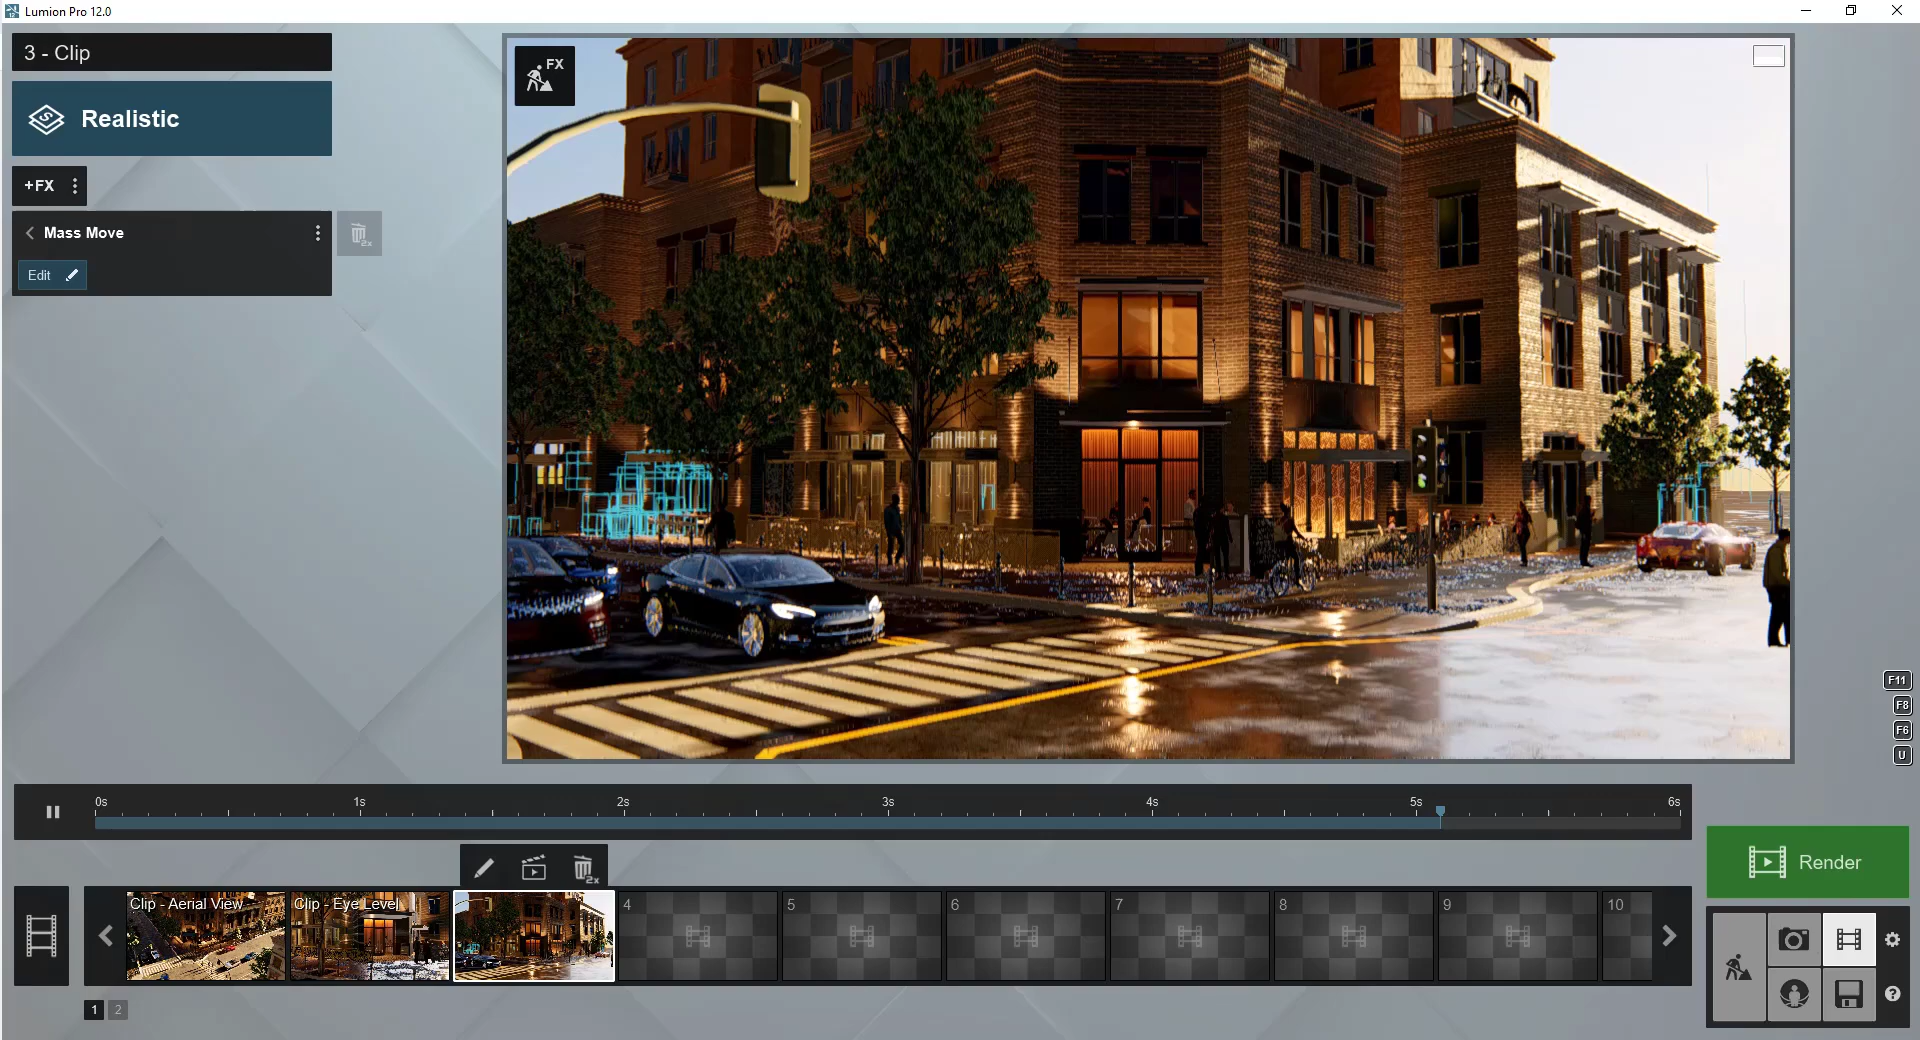 Lumion Pro 12.0
3 - Clip
FX
Realistic
+FX
Mass Move
2x
Edit
F11
F8
F6
U
0s 1s 2s 3s 4s 5s 6s
2x
Render
Clip - Aerial View
Clip - Eye Level
4 5 6 7 8 9 10
1 2